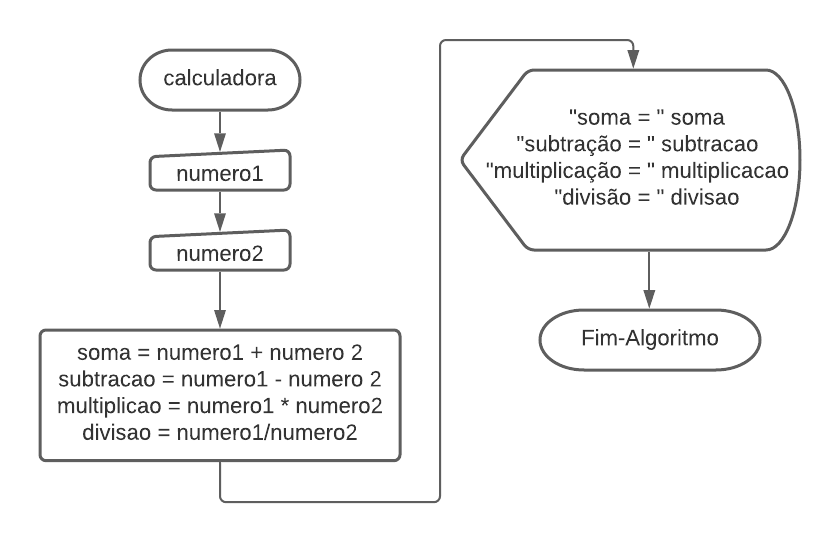 calculadora
numero1
numero2
soma = numero1 + numero 2
subtracao = numero1 - numero 2
multiplicao = numero1 * numero2
divisao = numero1/numero2
"soma = " soma
"subtração = " subtracao
"multiplicação = " multiplicacao
"divisão = " divisao
Fim-Algoritmo